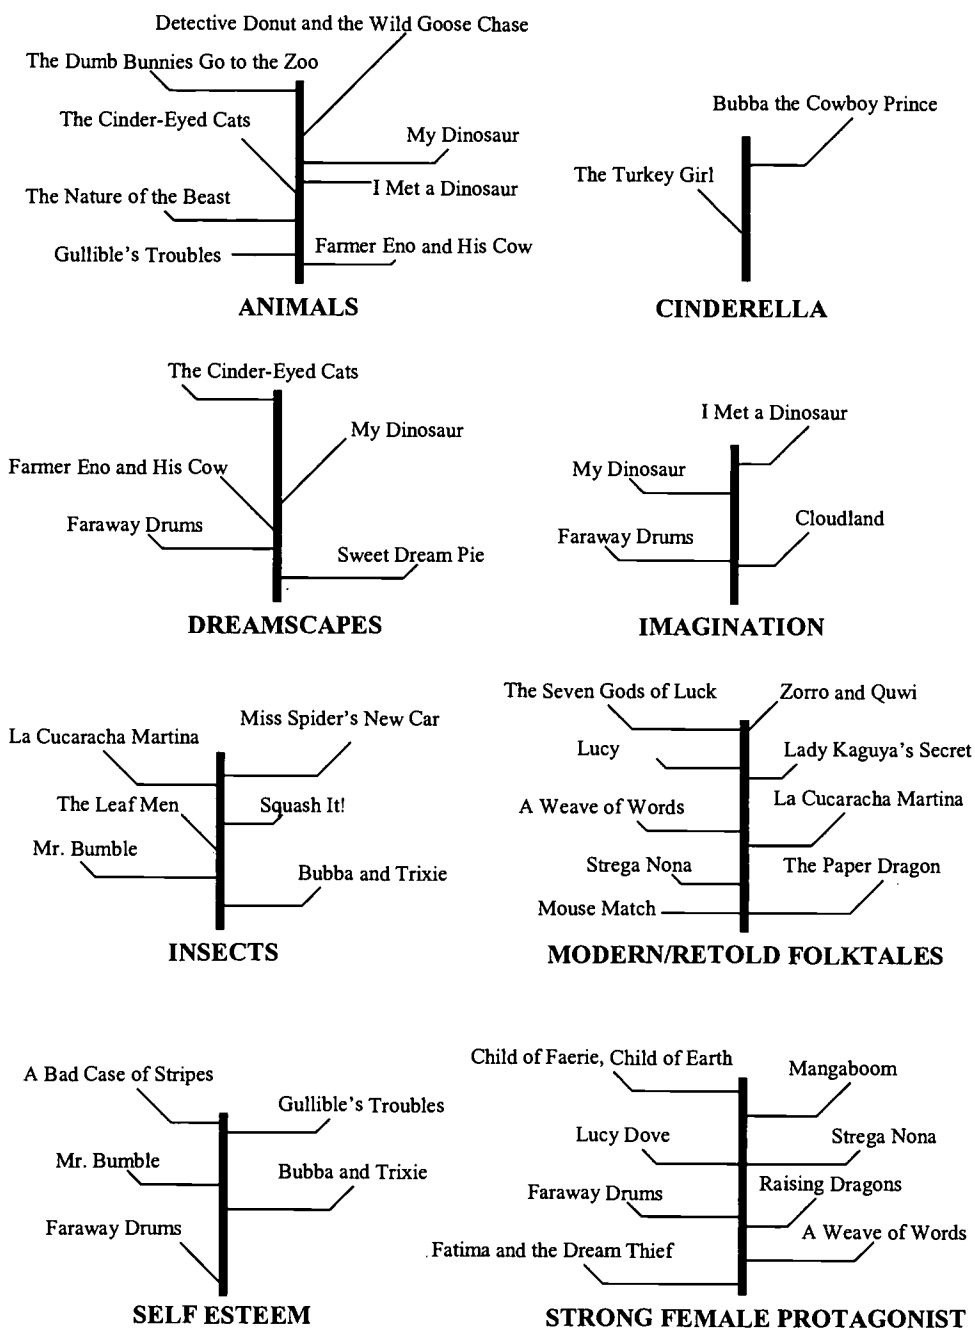 Detective Donut and the Wild Goose Chase
The Dumb Bunnies Go to the Zoo
The Cinder-Eyed Cats
My Dinosaur
I Met a Dinosaur
The Nature of the Beast
Farmer Eno and His Cow
Gullible's Troubles
ANIMALS
Bubba the Cowboy Prince
The Turkey Girl
CINDERELLA
The Cinder-Eyed Cats
My Dinosaur
Farmer Eno and His Cow
Faraway Drums
Sweet Dream Pie
DREAMSCAPES
I Met a Dinosaur
My Dinosaur
Cloudland
Faraway Drums
IMAGINATION
Miss Spider's New Car
La Cucaracha Martina
The Leaf Men
Squash It!
Mr. Bumble
Bubba and Trixie
INSECTS
The Seven Gods of Luck
Zorro and Quwi
Lucy
Lady Kaguya's Secret
A Weave of Words
La Cucaracha Martina
Strega Nona
The Paper Dragon
Mouse Match
MODERN/RETOLD FOLKTALES
A Bad Case of Stripes
Gullible's Troubles
Mr. Bumble
Bubba and Trixie
Faraway Drums
SELF ESTEEM
Child of Faerie, Child of Earth
Mangaboom
Lucy Dove
Strega Nona
Faraway Drums
Raising Dragons
A Weave of Words
Fatima and the Dream Thief
STRONG FEMALE PROTAGONIST